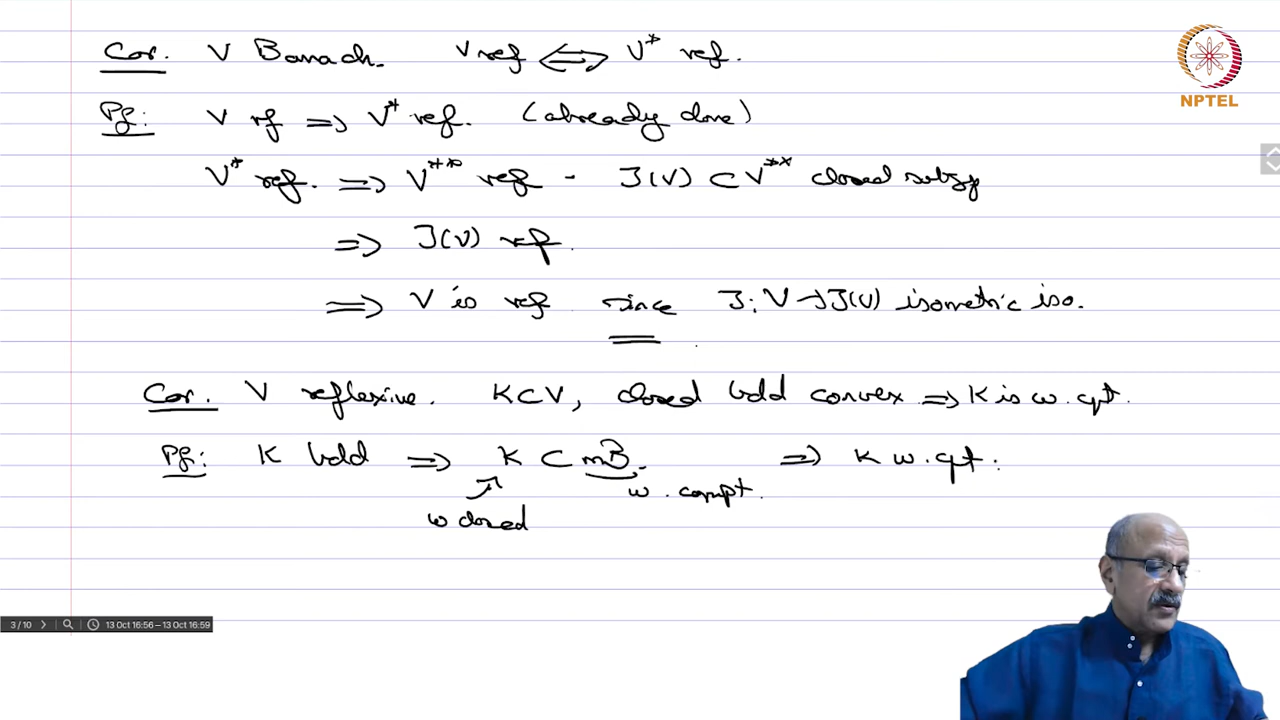 Cor. V Banach. V ref ⟺ V* ref.
Pf: V rf ⟹ V* ref. (already done)
V* ref. ⟹ V** ref - J(V) ⊂ V** closed subsp
⟹ J(V) ref.
⟹ V is ref since J: V→J(V) isometric iso.
Cor. V reflexive. K⊂V, closed bdd convex ⟹ K is w. cpt.
Pf: K bdd ⟹ K ⊂ mB. ⟹ K w. cpt.
w closed w. compt.
NPTEL
3 / 10 13 Oct 16:56 – 13 Oct 16:59